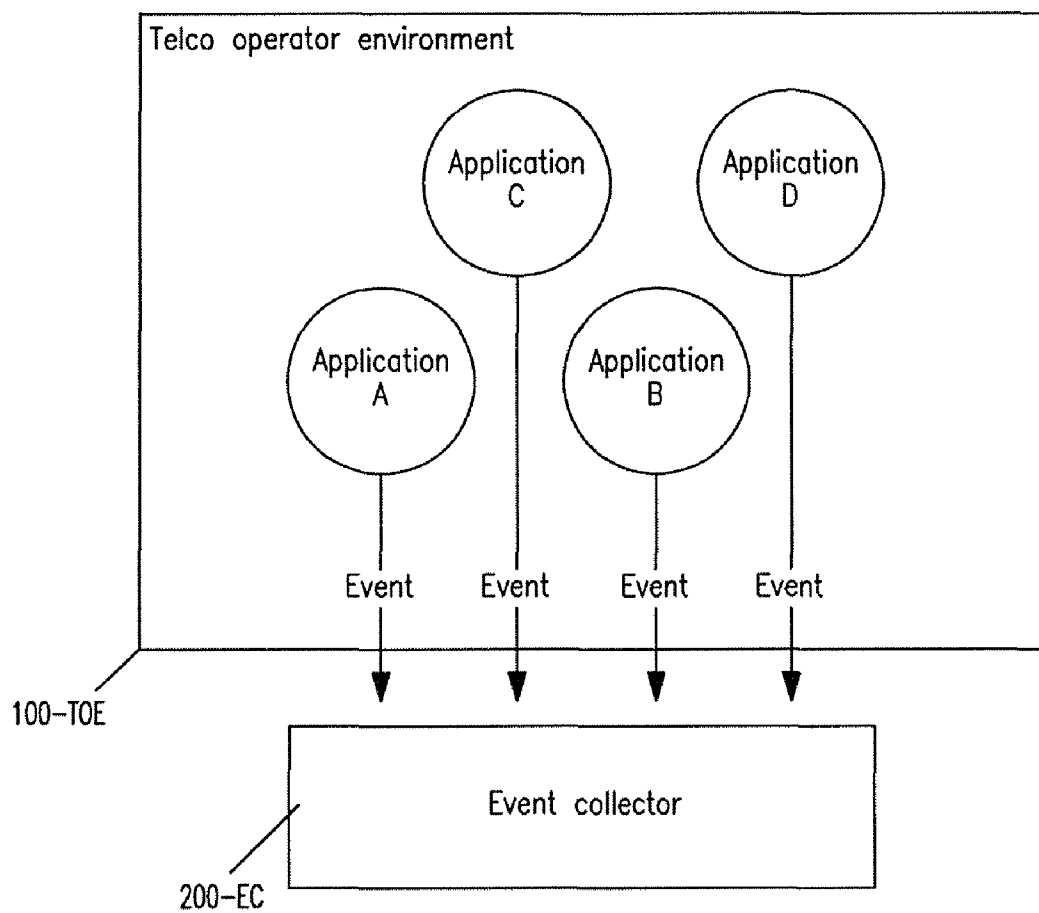 Telco operator environment
Application
C
Application
D
Application
A
Application
B
Event
Event
Event
Event
100-TOE
Event collector
200-EC